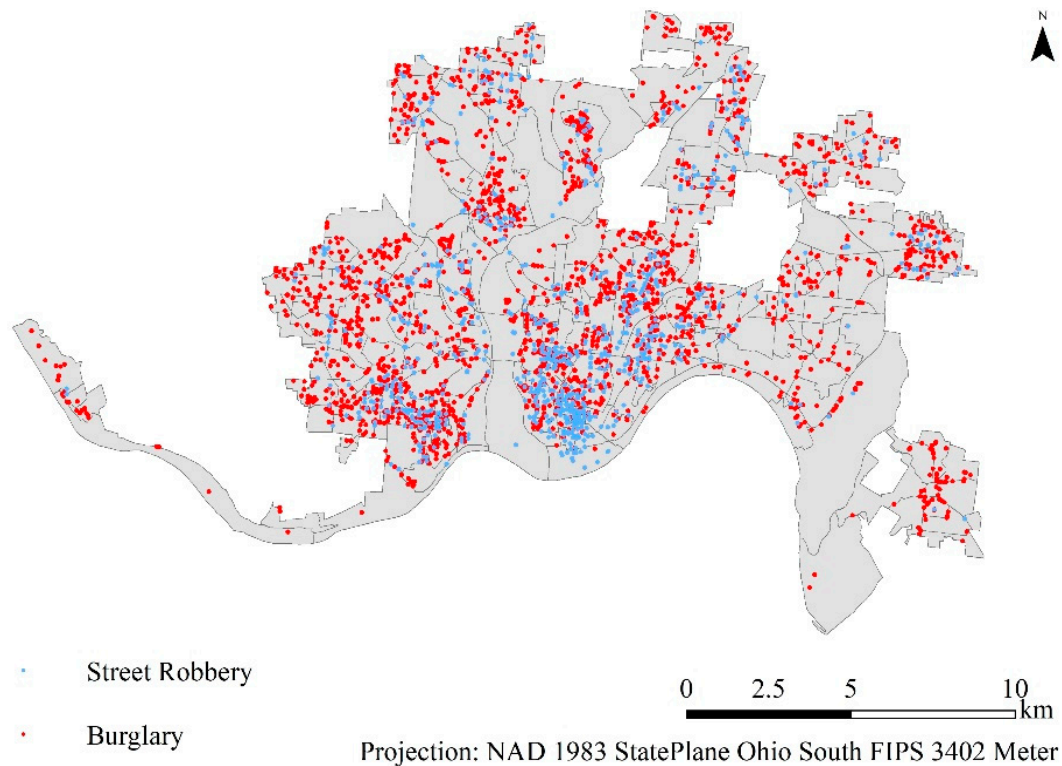 N
Street Robbery
Burglary
0 2.5 5 10
km
Projection: NAD 1983 StatePlane Ohio South FIPS 3402 Meter